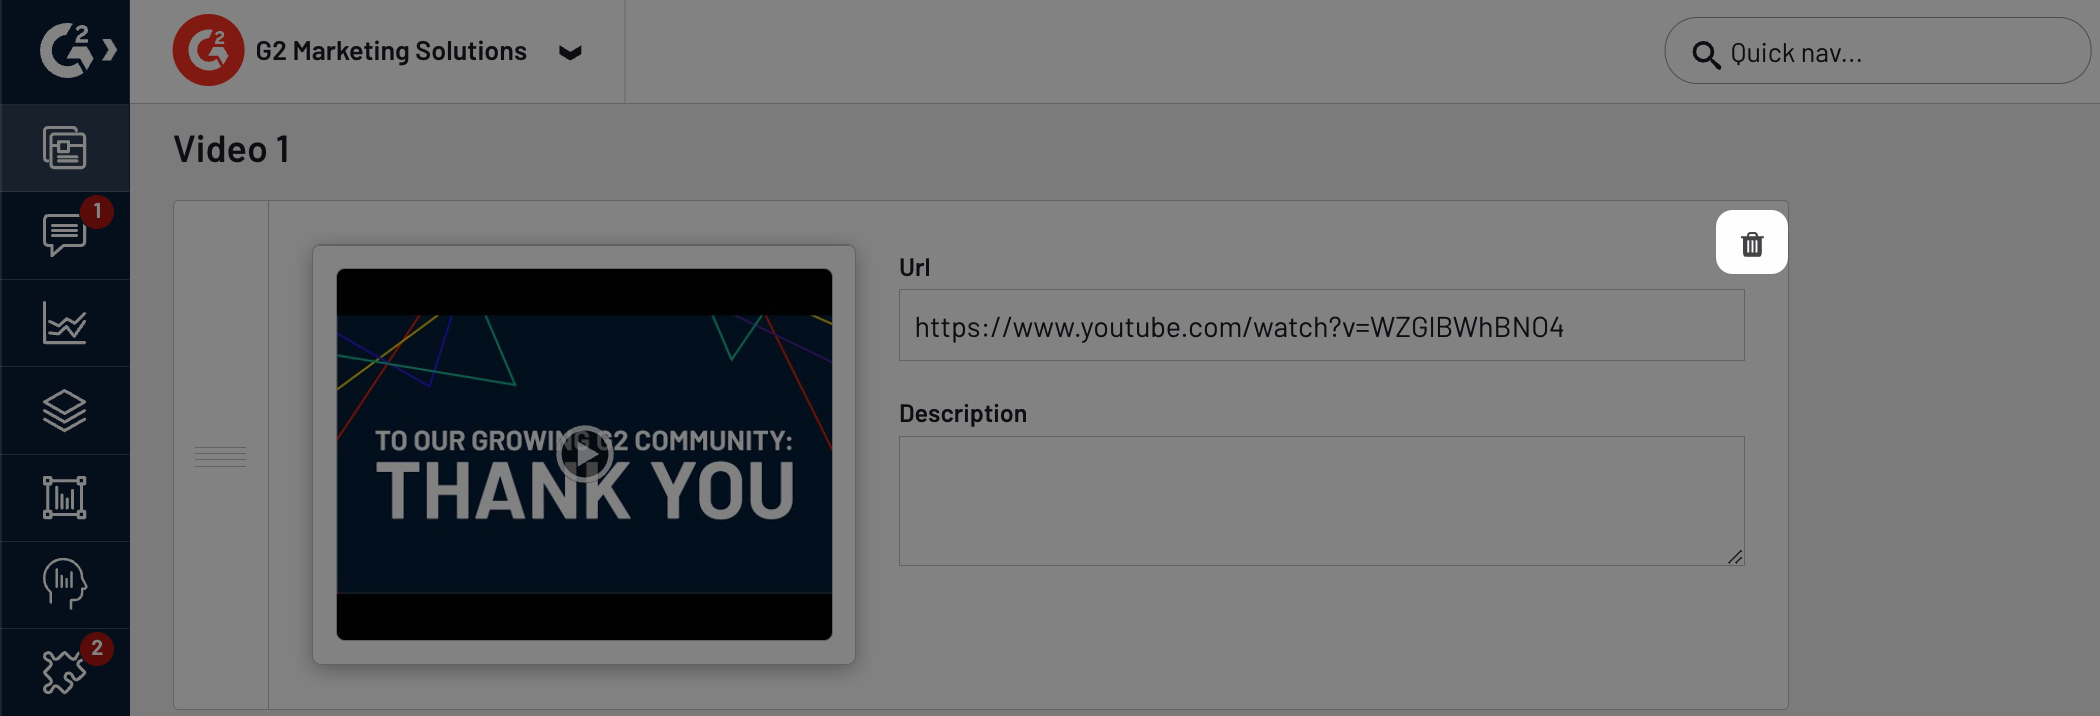 G2 Marketing Solutions
Quick nav...
Video 1
1
Url
https://www.youtube.com/watch?v=WZGlBWhBNO4
TO OUR GROWING G2 COMMUNITY:
THANK YOU
Description
2